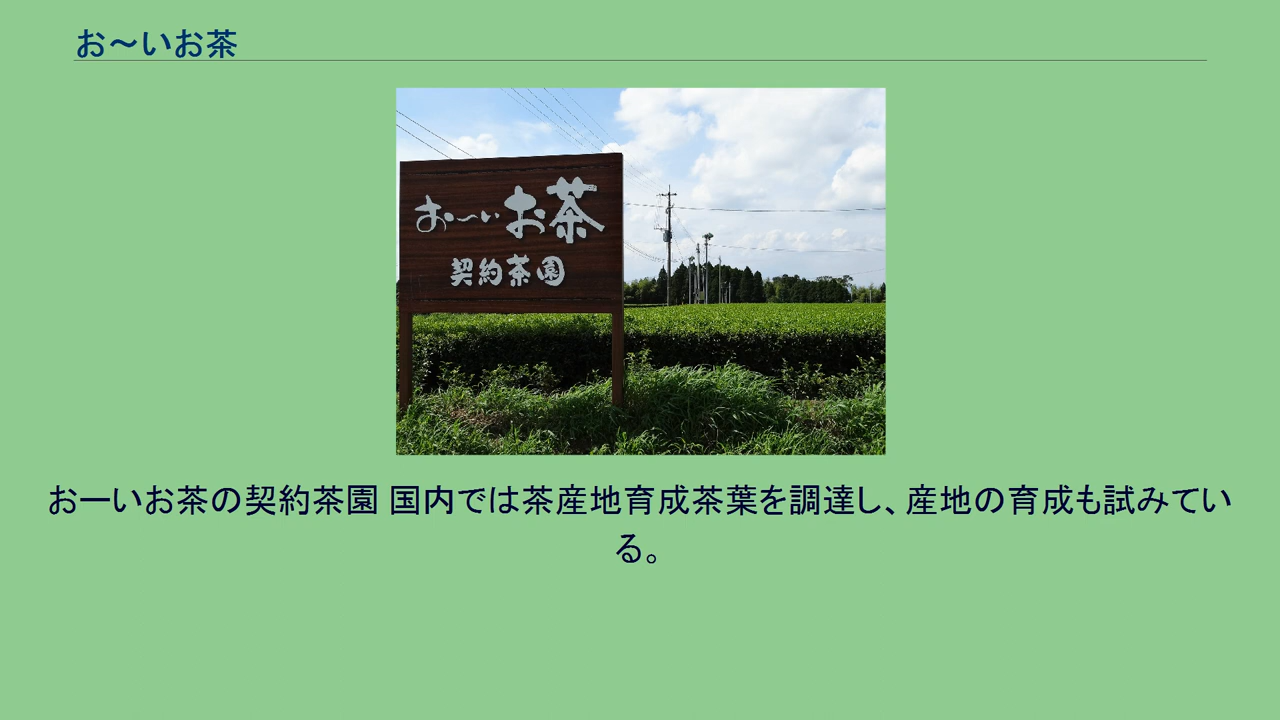 お〜いお茶
お〜いお茶
契約茶園
おーいお茶の契約茶園 国内では茶産地育成茶葉を調達し、産地の育成も試みてい
る。